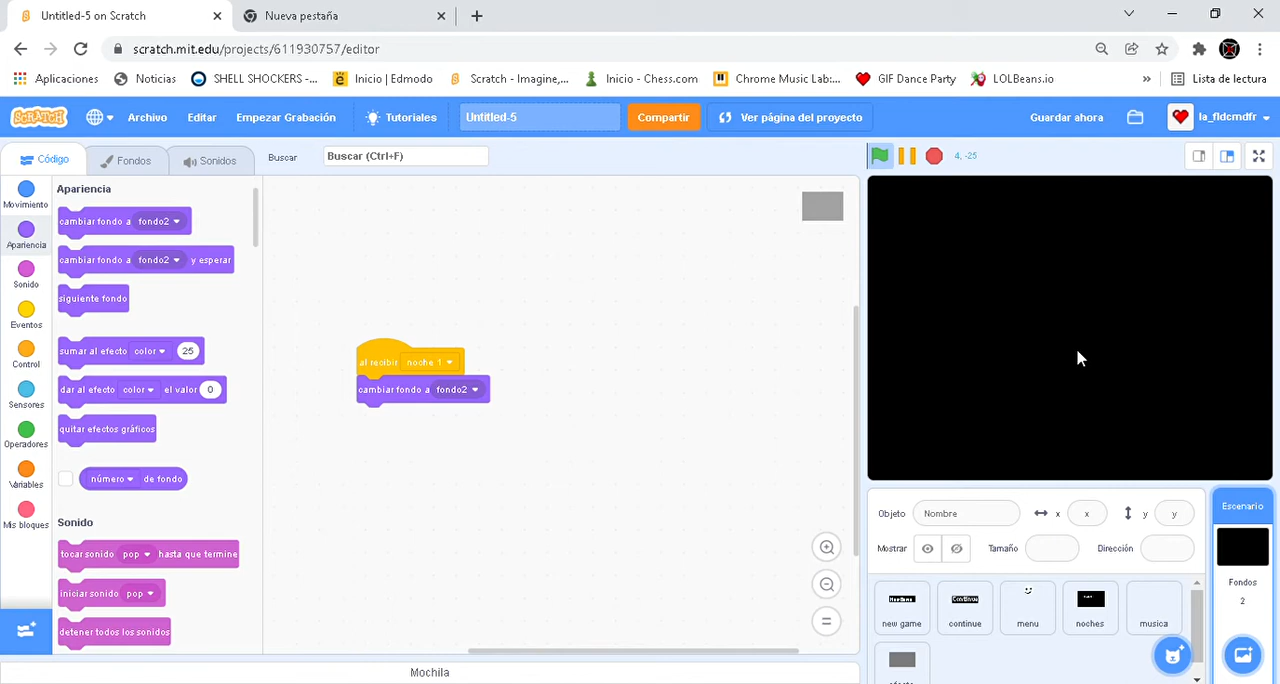 Untitled-5 on Scratch
Nueva pestaña
scratch.mit.edu/projects/611930757/editor
Aplicaciones
Noticias
SHELL SHOCKERS -...
Inicio | Edmodo
Scratch - Imagine,...
Inicio - Chess.com
Chrome Music Lab:...
GIF Dance Party
LOLBeans.io
»
Lista de lectura
SCRATCH
Archivo
Editar
Empezar Grabación
Tutoriales
Untitled-5
Compartir
Ver página del proyecto
Guardar ahora
la_fldcmdfr
Código
Fondos
Sonidos
Buscar
Buscar (Ctrl+F)
4, -25
Movimiento
Apariencia
Sonido
Eventos
Control
Sensores
Operadores
Variables
Mis bloques
Apariencia
cambiar fondo a fondo2
cambiar fondo a fondo2 y esperar
siguiente fondo
sumar al efecto color 25
dar al efecto color el valor 0
quitar efectos gráficos
número de fondo
Sonido
tocar sonido pop hasta que termine
iniciar sonido pop
detener todos los sonidos
al recibir noche 1
cambiar fondo a fondo2
Objeto
Nombre
x
x
y
y
Mostrar
Tamaño
Dirección
new game
continue
menu
noches
musica
Escenario
Fondos
2
Mochila